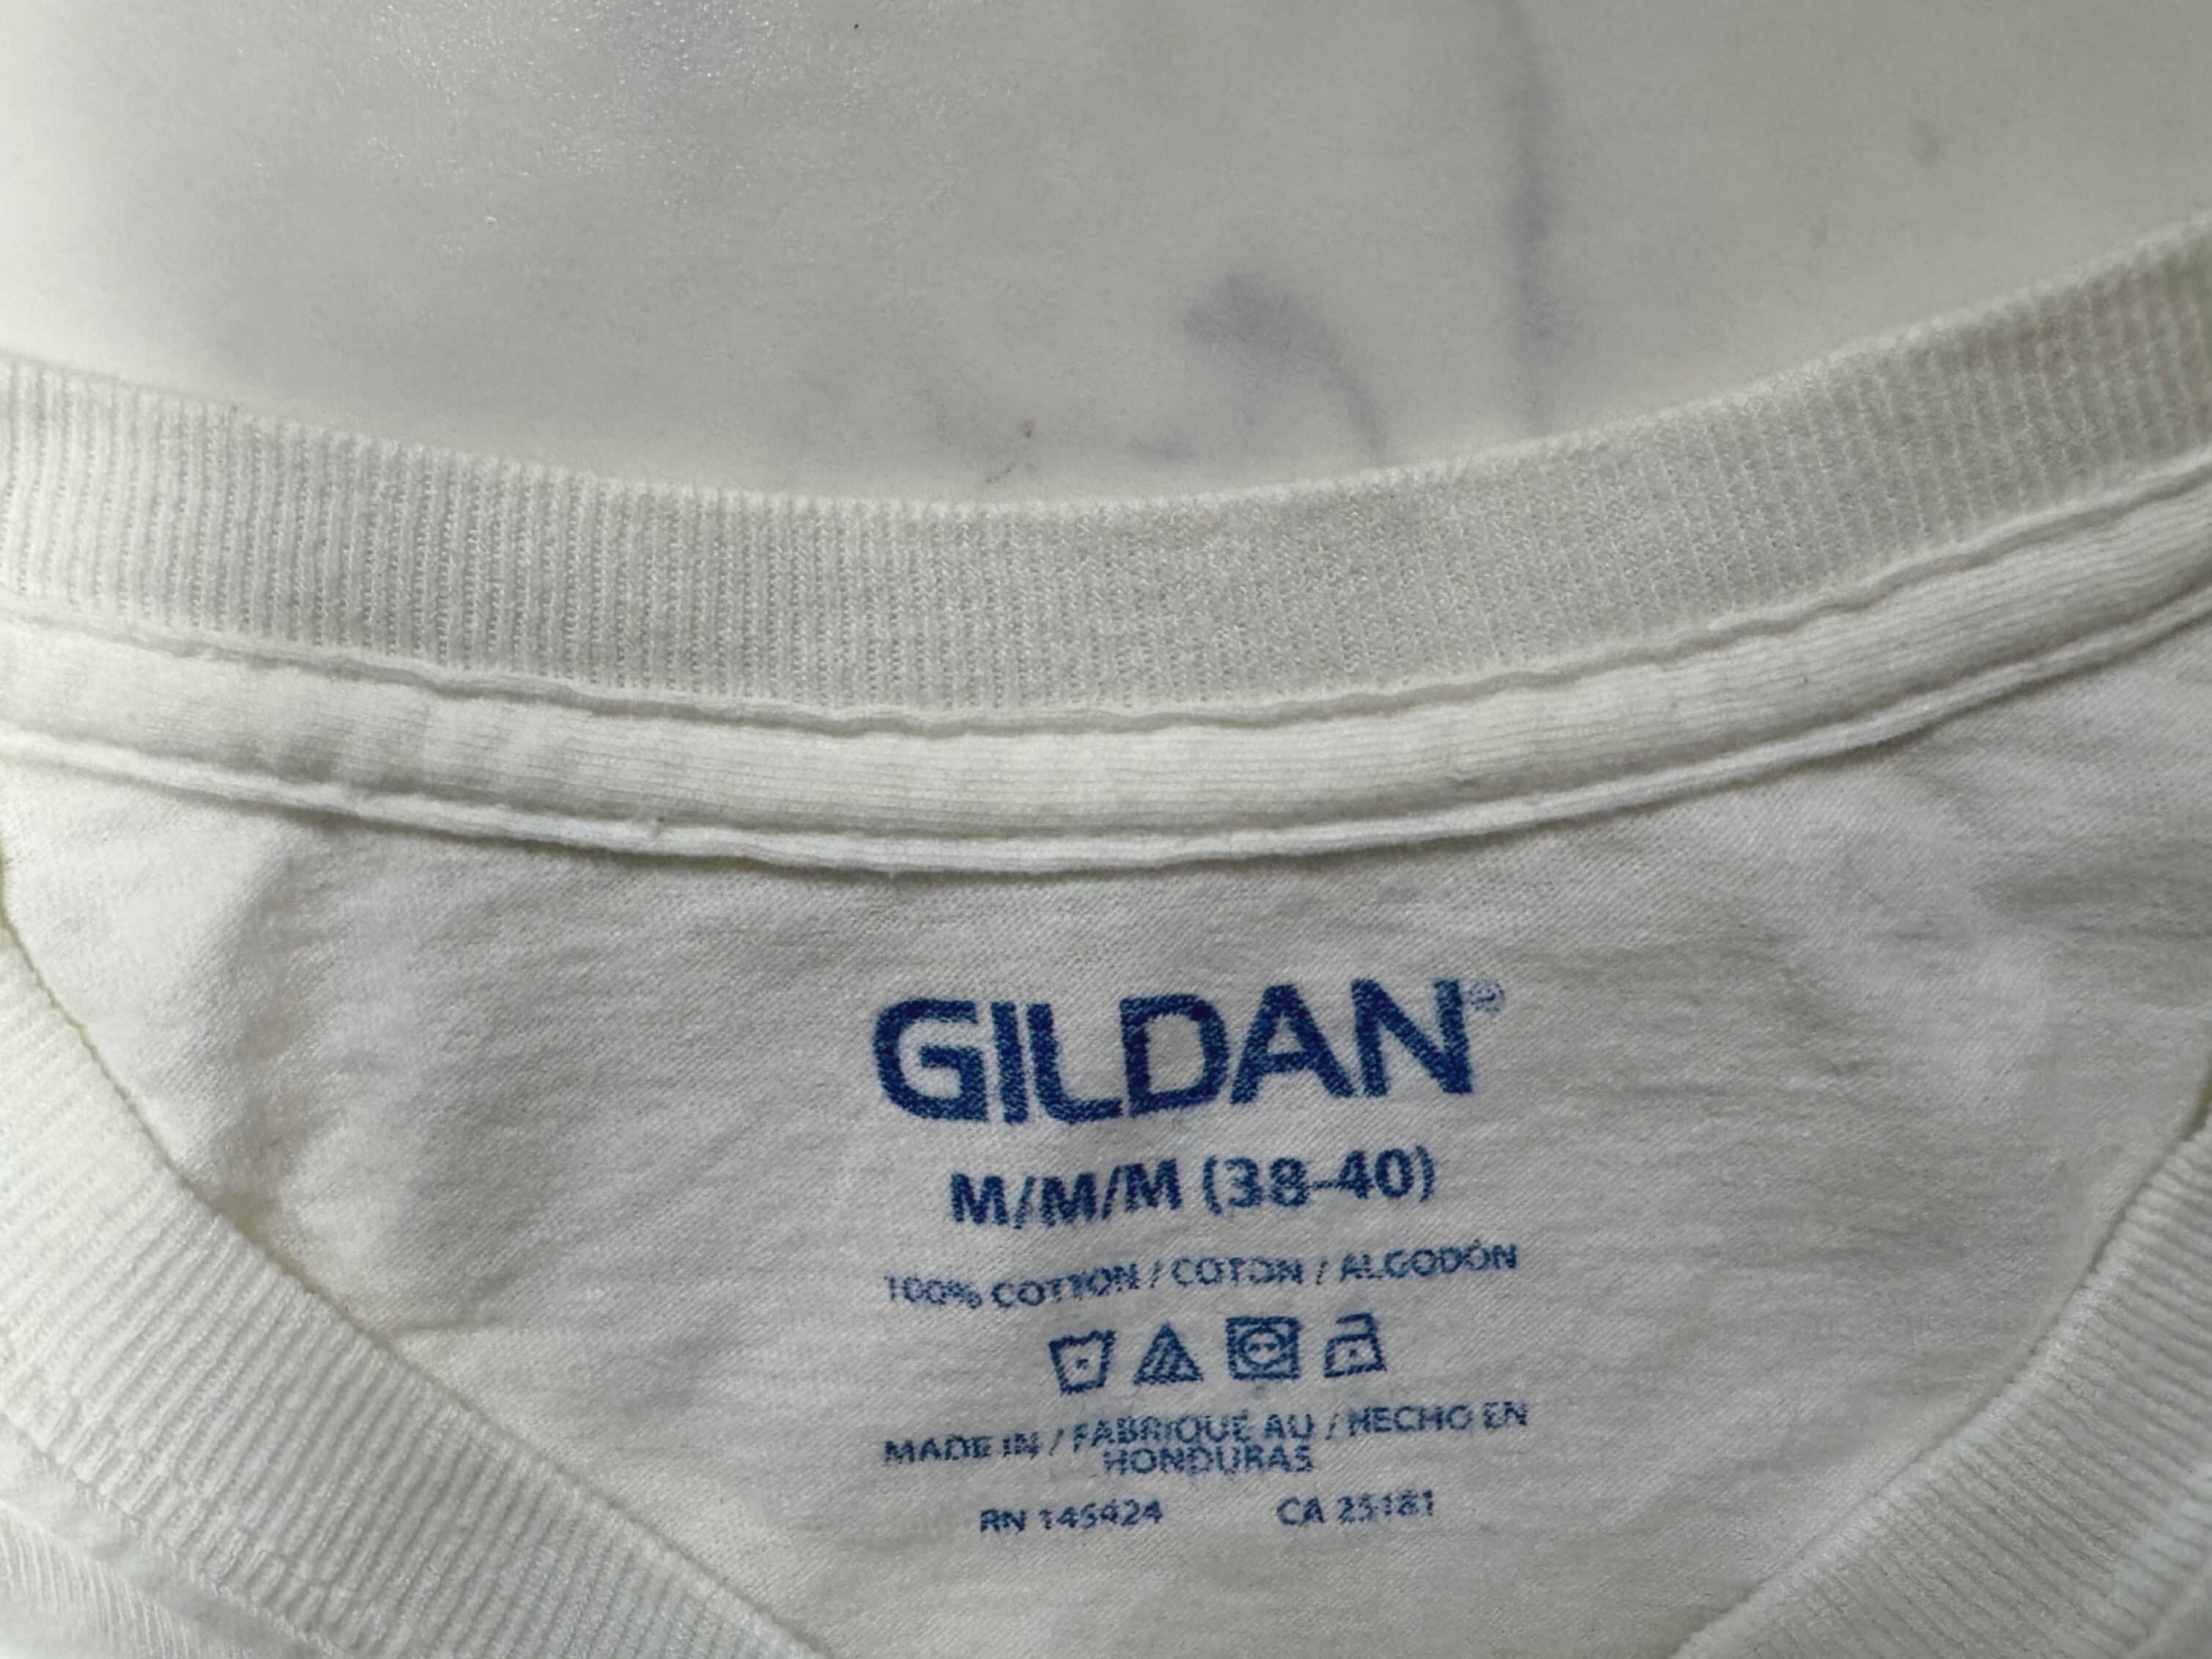 GILDAN®
M/M/M (38-40)
100% COTTON / COTON / ALGODÓN
MADE IN / FABRIQUÉ AU / HECHO EN
HONDURAS
RN 145424 CA 25181